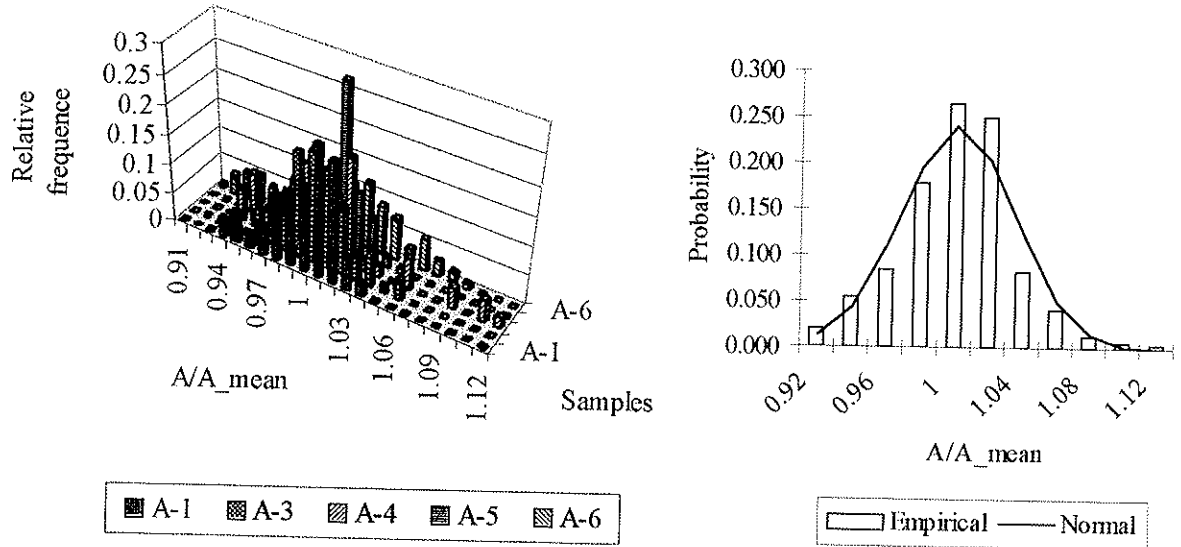 Relative
frequence
0.3
0.25
0.2
0.15
0.1
0.05
0
0.91
0.94
0.97
1
1.03
1.06
1.09
1.12
A/A_mean
A-6
A-1
Samples
A-1 A-3 A-4 A-5 A-6
Probability
0.300
0.250
0.200
0.150
0.100
0.050
0.000
0.92
0.96
1
1.04
1.08
1.12
A/A_mean
Empirical Normal